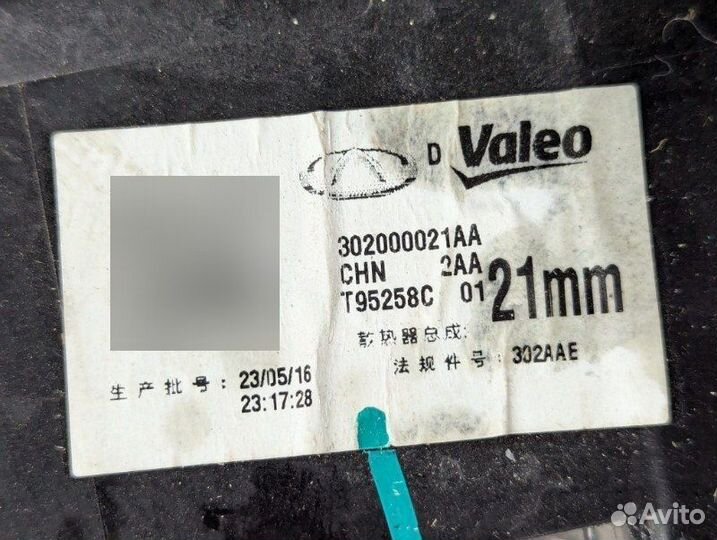 D Valeo
302000021AA
CHN 2AA
T95258C 01 21mm
散热器总成:
法规件号: 302AAE
生产批号: 23/05/16
23:17:28
Avito